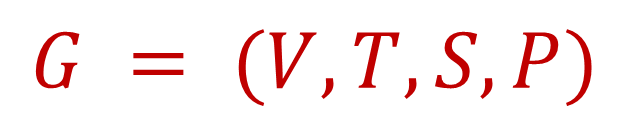 G = (V, T, S, P)